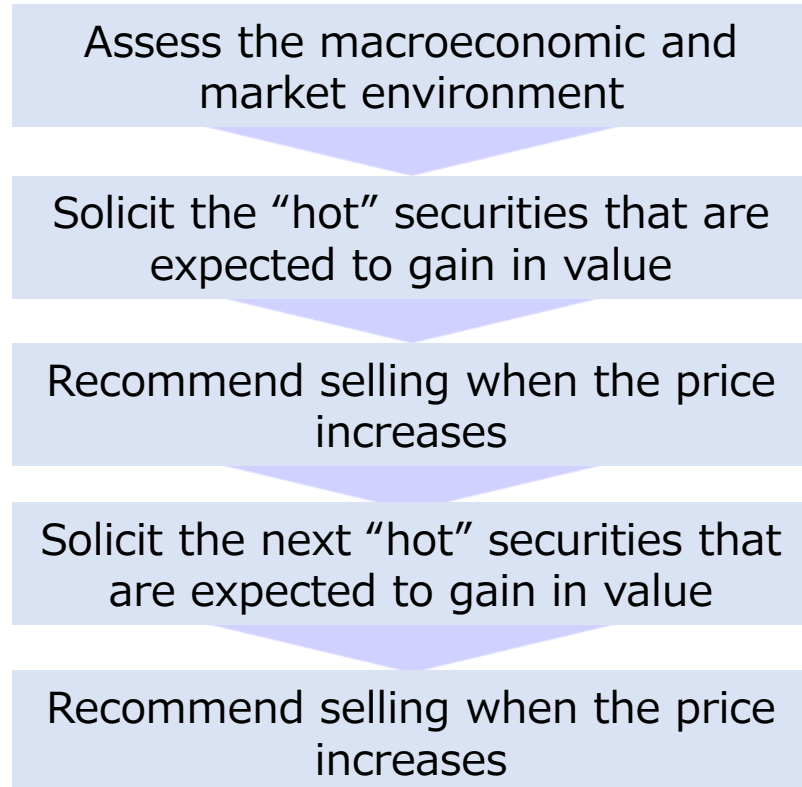 Assess the macroeconomic and
market environment
Solicit the “hot” securities that are
expected to gain in value
Recommend selling when the price
increases
Solicit the next “hot” securities that
are expected to gain in value
Recommend selling when the price
increases